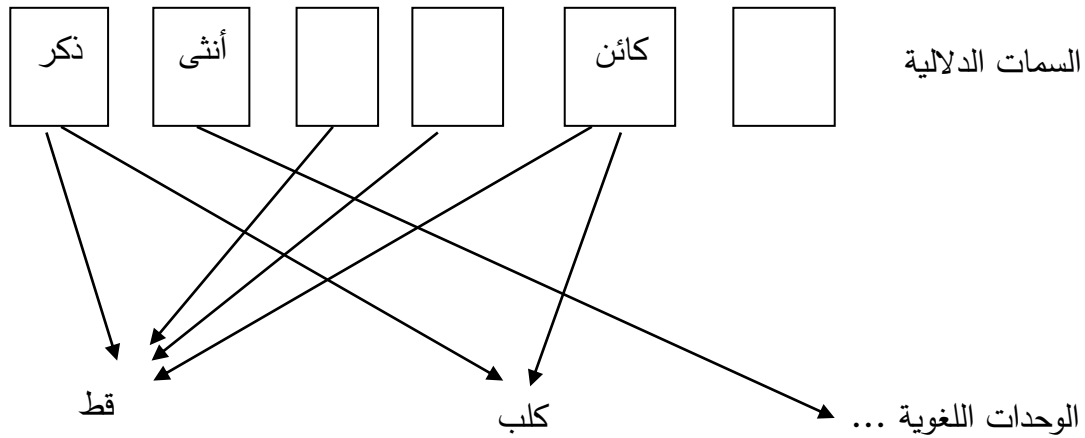 السمات الدلالية
كائن
أنثى
ذكر
الوحدات اللغوية ...
كلب
قط